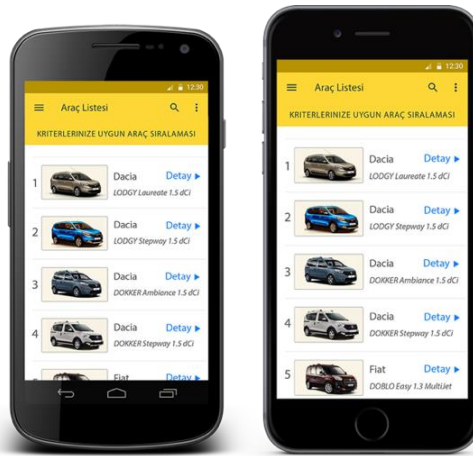 12:30
Araç Listesi
KRITERLERINIZE UYGUN ARAÇ SIRALAMASI
1
Dacia
Detay
LODGY Laureate 1.5 dCi
2
Dacia
Detay
LODGY Stepway 1.5 dCi
3
Dacia
Detay
DOKKER Ambiance 1.5 dCi
4
Dacia
Detay
DOKKER Stepway 1.5 dCi
Fiat
Detay
12:30
Araç Listesi
KRITERLERINIZE UYGUN ARAÇ SIRALAMASI
1
Dacia
Detay
LODGY Laureate 1.5 dCi
2
Dacia
Detay
LODGY Stepway 1.5 dCi
3
Dacia
Detay
DOKKER Ambiance 1.5 dCi
4
Dacia
Detay
DOKKER Stepway 1.5 dCi
5
Fiat
Detay
DOBLO Easy 1.3 MultiJet